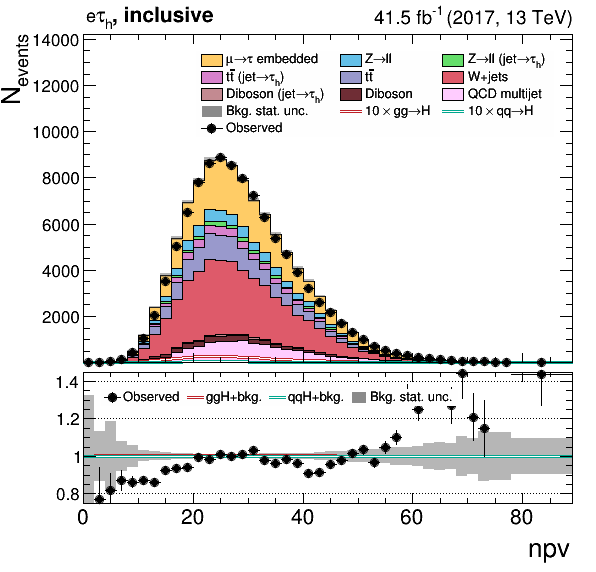 eτh, inclusive 41.5 fb⁻¹ (2017, 13 TeV)
Nevents
14000
12000
10000
8000
6000
4000
2000
μ→τ embedded Z→ll Z→ll (jet→τh)
tt̄ (jet→τh) tt̄ W+jets
Diboson (jet→τh) Diboson QCD multijet
Bkg. stat. unc. 10 × gg→H 10 × qq→H
Observed
1.4
1.2
1
0.8
Observed ggH+bkg. qqH+bkg. Bkg. stat. unc.
0 20 40 60 80
npv